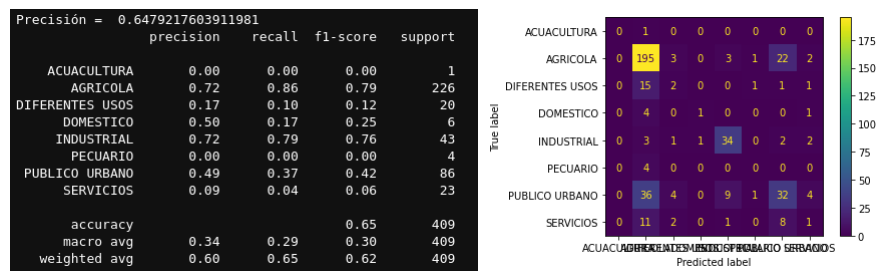 Precisión =  0.6479217603911981
precision    recall  f1-score   support
ACUACULTURA       0.00      0.00      0.00         1
AGRICOLA       0.72      0.86      0.79       226
DIFERENTES USOS       0.17      0.10      0.12        20
DOMESTICO       0.50      0.17      0.25         6
INDUSTRIAL       0.72      0.79      0.76        43
PECUARIO       0.00      0.00      0.00         4
PUBLICO URBANO       0.49      0.37      0.42        86
SERVICIOS       0.09      0.04      0.06        23
accuracy                           0.65       409
macro avg       0.34      0.29      0.30       409
weighted avg       0.60      0.65      0.62       409
True label
ACUACULTURA 0 1 0 0 0 0 0 0
AGRICOLA 0 195 3 0 3 1 22 2
DIFERENTES USOS 0 15 2 0 0 1 1 1
DOMESTICO 0 4 0 1 0 0 0 1
INDUSTRIAL 0 3 1 1 34 0 2 2
PECUARIO 0 4 0 0 0 0 0 0
PUBLICO URBANO 0 36 4 0 9 1 32 4
SERVICIOS 0 11 2 0 1 0 8 1
Predicted label
175
150
125
100
75
50
25
0